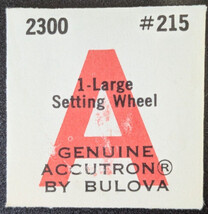 2300 #215
1-Large
Setting Wheel
A
GENUINE
ACCUTRON®
BY BULOVA